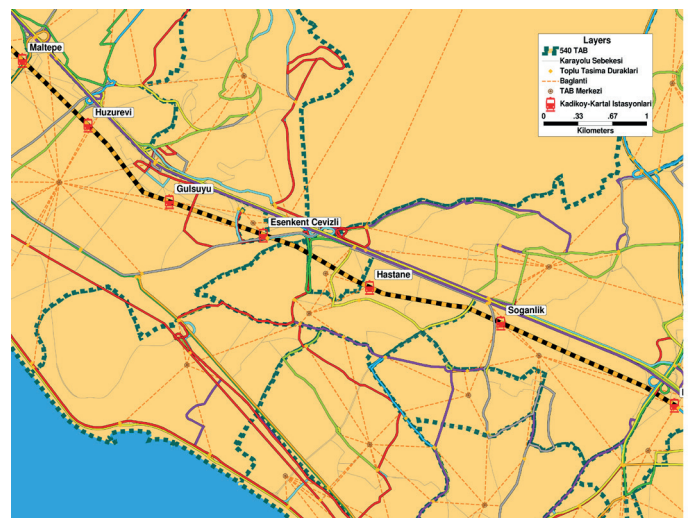 Layers
540 TAB
Karayolu Sebekesi
Toplu Tasima Duraklari
Baglanti
TAB Merkezi
Kadikoy-Kartal Istasyonlari
0 .33 .67 1
Kilometers
Maltepe
Huzurevi
Gulsuyu
Esenkent Cevizli
Hastane
Soganlik